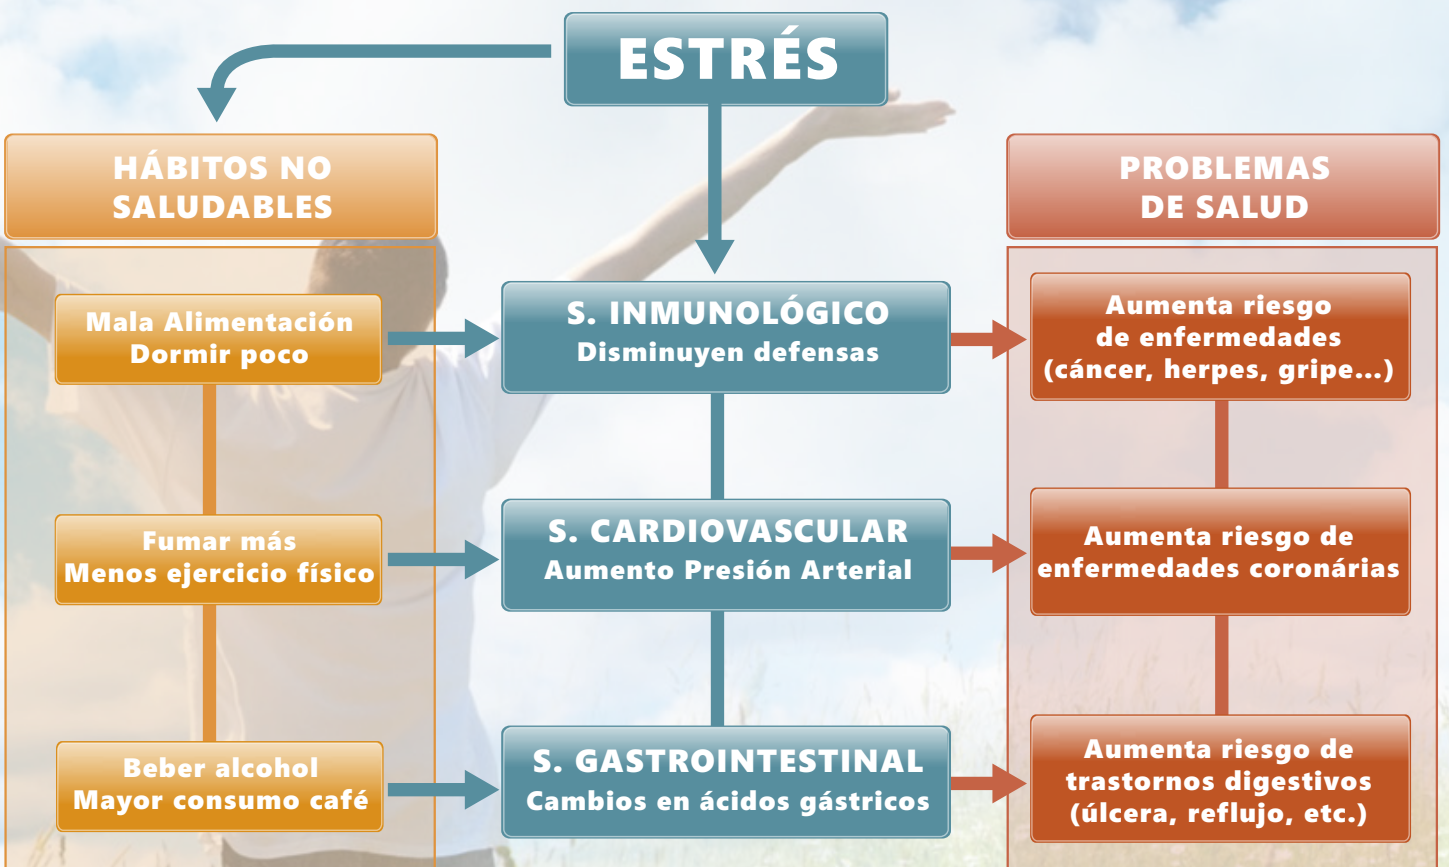 ESTRÉS
HÁBITOS NO
SALUDABLES
Mala Alimentación
Dormir poco
Fumar más
Menos ejercicio físico
Beber alcohol
Mayor consumo café
S. INMUNOLÓGICO
Disminuyen defensas
S. CARDIOVASCULAR
Aumento Presión Arterial
S. GASTROINTESTINAL
Cambios en ácidos gástricos
PROBLEMAS
DE SALUD
Aumenta riesgo
de enfermedades
(cáncer, herpes, gripe...)
Aumenta riesgo de
enfermedades coronárias
Aumenta riesgo de
trastornos digestivos
(úlcera, reflujo, etc.)